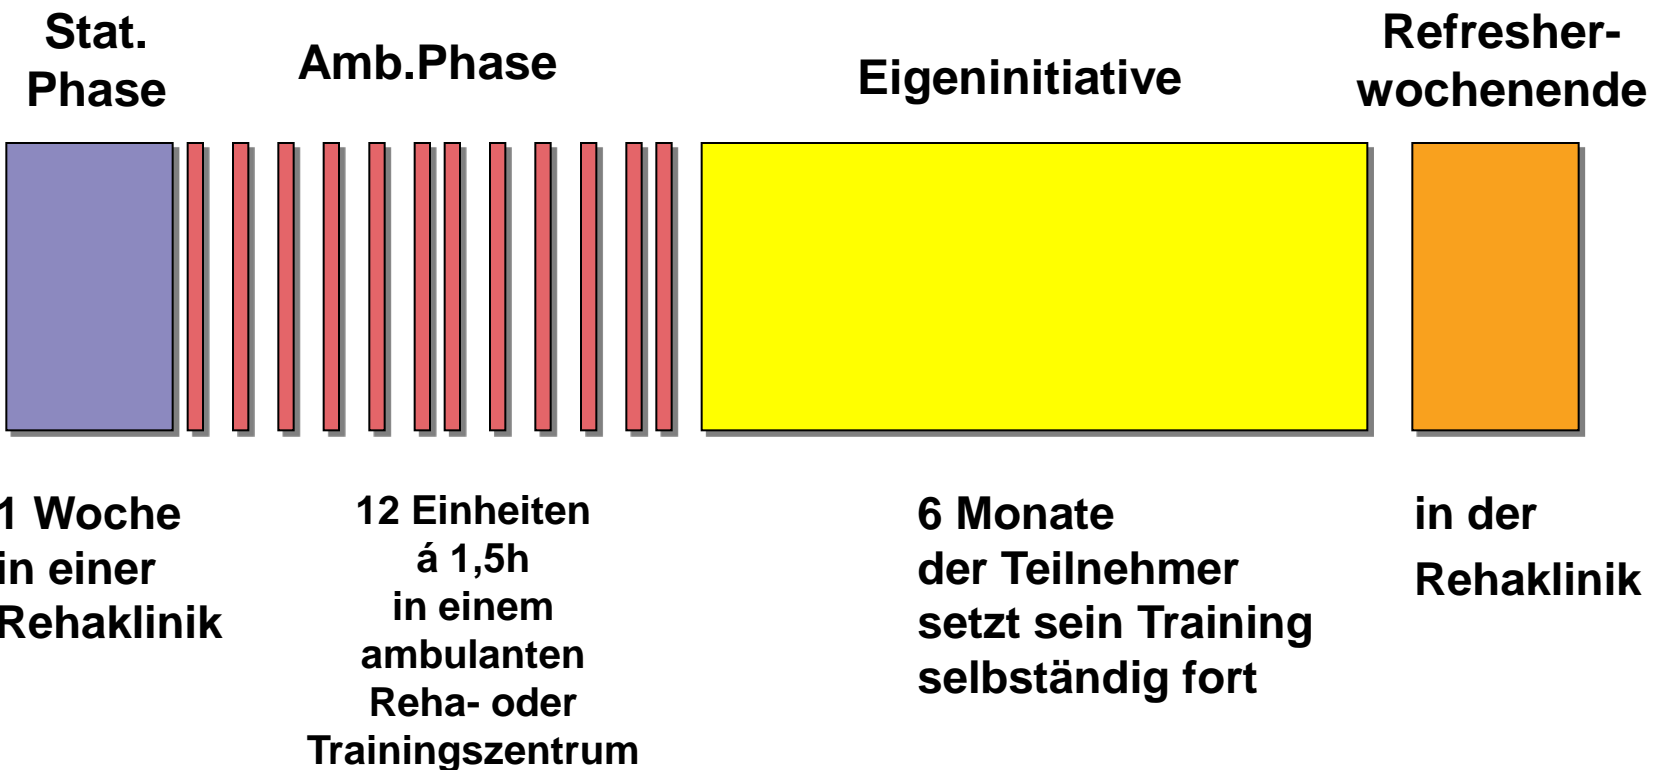 Stat.
Phase
Amb.Phase
Eigeninitiative
Refresher-
wochenende
1 Woche
in einer
Rehaklinik
12 Einheiten
á 1,5h
in einem
ambulanten
Reha- oder
Trainingszentrum
6 Monate
der Teilnehmer
setzt sein Training
selbständig fort
in der
Rehaklinik